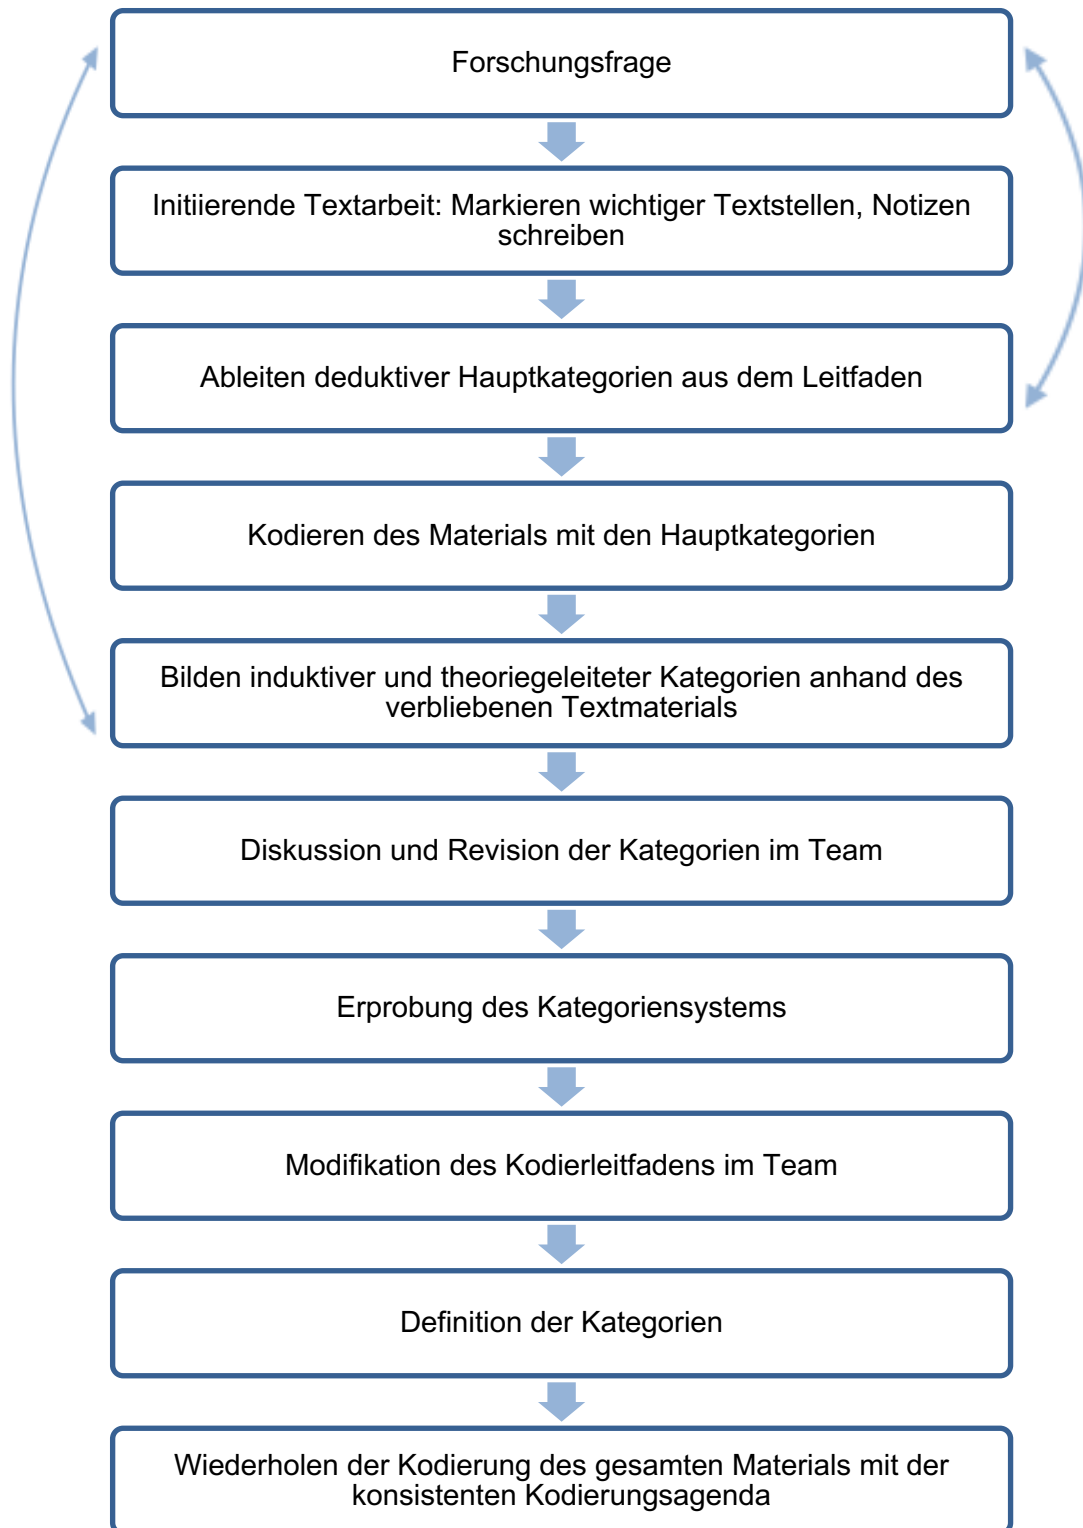 Forschungsfrage
Initiierende Textarbeit: Markieren wichtiger Textstellen, Notizen
schreiben
Ableiten deduktiver Hauptkategorien aus dem Leitfaden
Kodieren des Materials mit den Hauptkategorien
Bilden induktiver und theoriegeleiteter Kategorien anhand des
verbliebenen Textmaterials
Diskussion und Revision der Kategorien im Team
Erprobung des Kategoriensystems
Modifikation des Kodierleitfadens im Team
Definition der Kategorien
Wiederholen der Kodierung des gesamten Materials mit der
konsistenten Kodierungsagenda